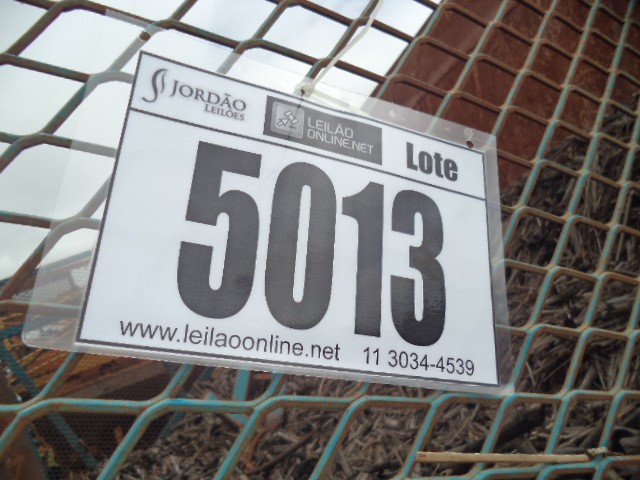 JORDÃO
LEILÕES
LEILÃO
ONLINE.NET
Lote
5013
www.leilaoonline.net 11 3034-4539